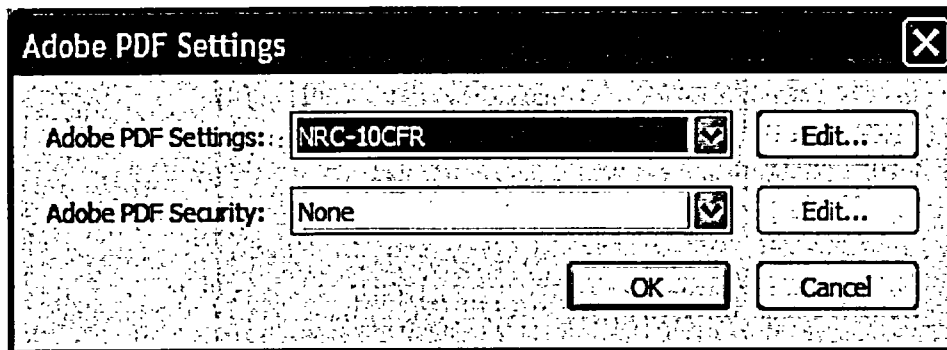 Adobe PDF Settings
Adobe PDF Settings: NRC-10CFR Edit...
Adobe PDF Security: None Edit...
OK Cancel